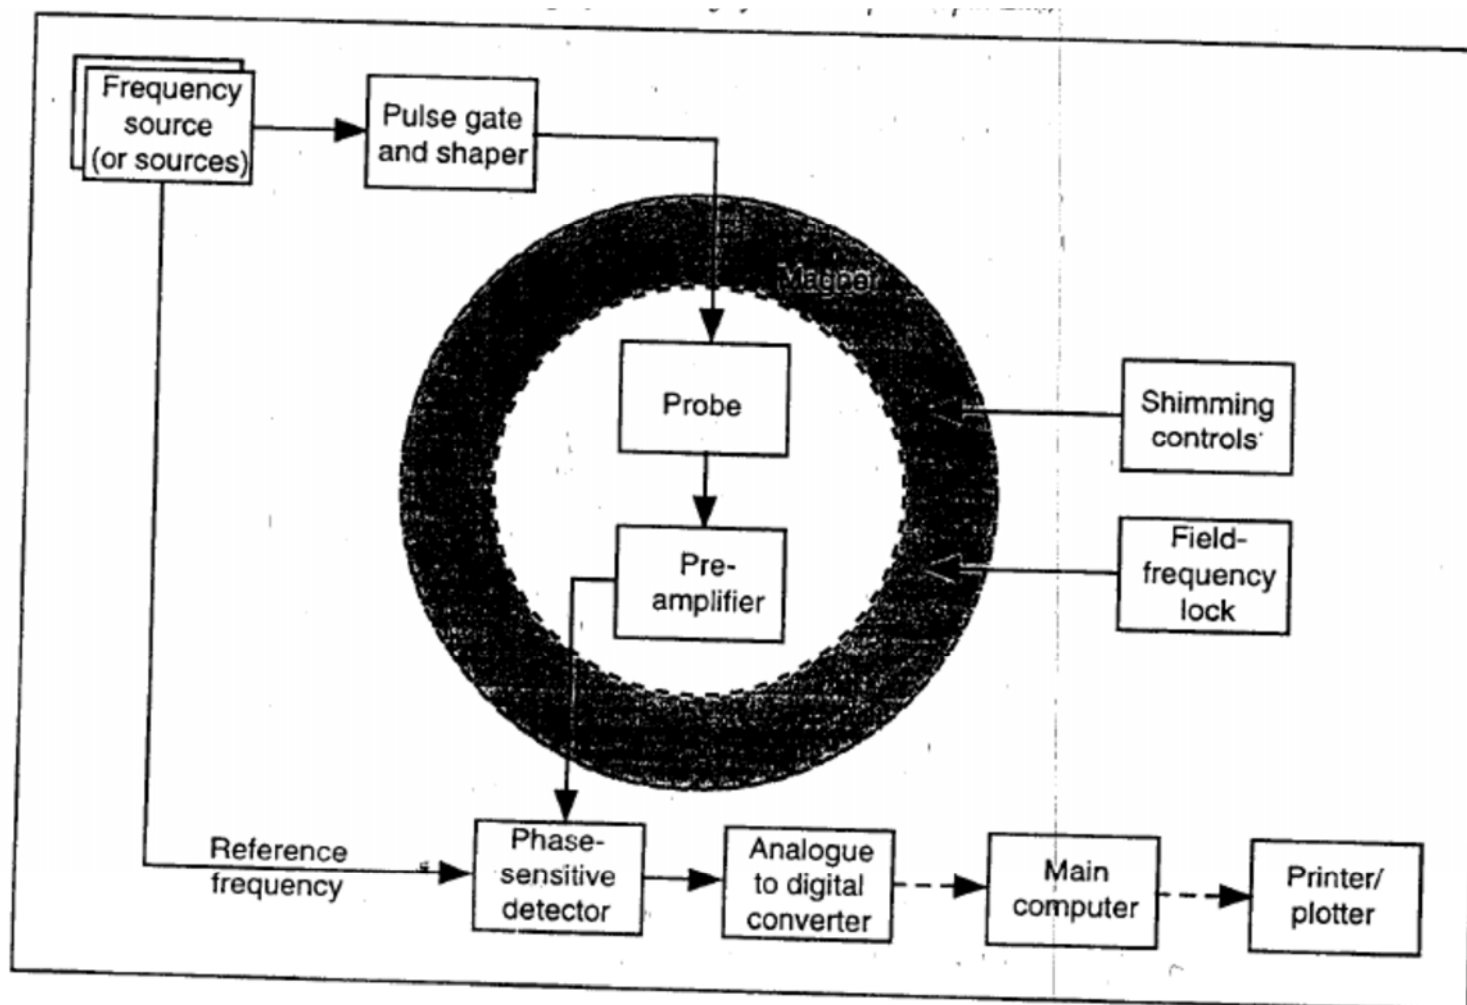 Frequency
source
(or sources)
Pulse gate
and shaper
Magnet
Probe
Shimming
controls
Pre-
amplifier
Field-
frequency
lock
Reference
frequency
Phase-
sensitive
detector
Analogue
to digital
converter
Main
computer
Printer/
plotter